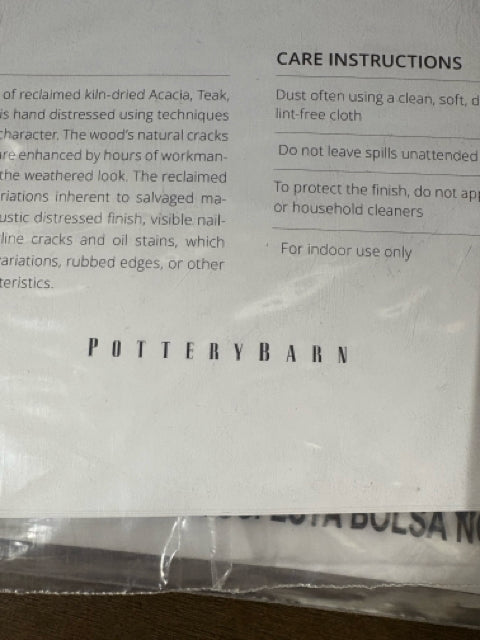 of reclaimed kiln-dried Acacia, Teak,
is hand distressed using techniques
character. The wood's natural cracks
are enhanced by hours of workman-
the weathered look. The reclaimed
riations inherent to salvaged ma-
ustic distressed finish, visible nail-
line cracks and oil stains, which
variations, rubbed edges, or other
teristics.
CARE INSTRUCTIONS
Dust often using a clean, soft, d
lint-free cloth
Do not leave spills unattended
To protect the finish, do not app
or household cleaners
For indoor use only
POTTERYBARN
BOLSA NO